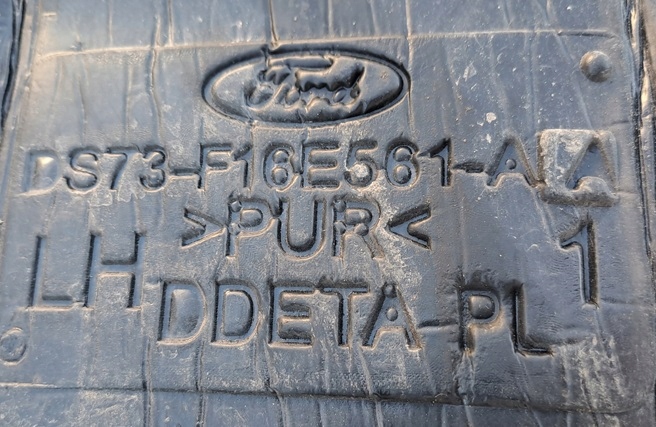 Ford
DS73-F16E561-AA
>PUR<
LH 1
DDETA-PL